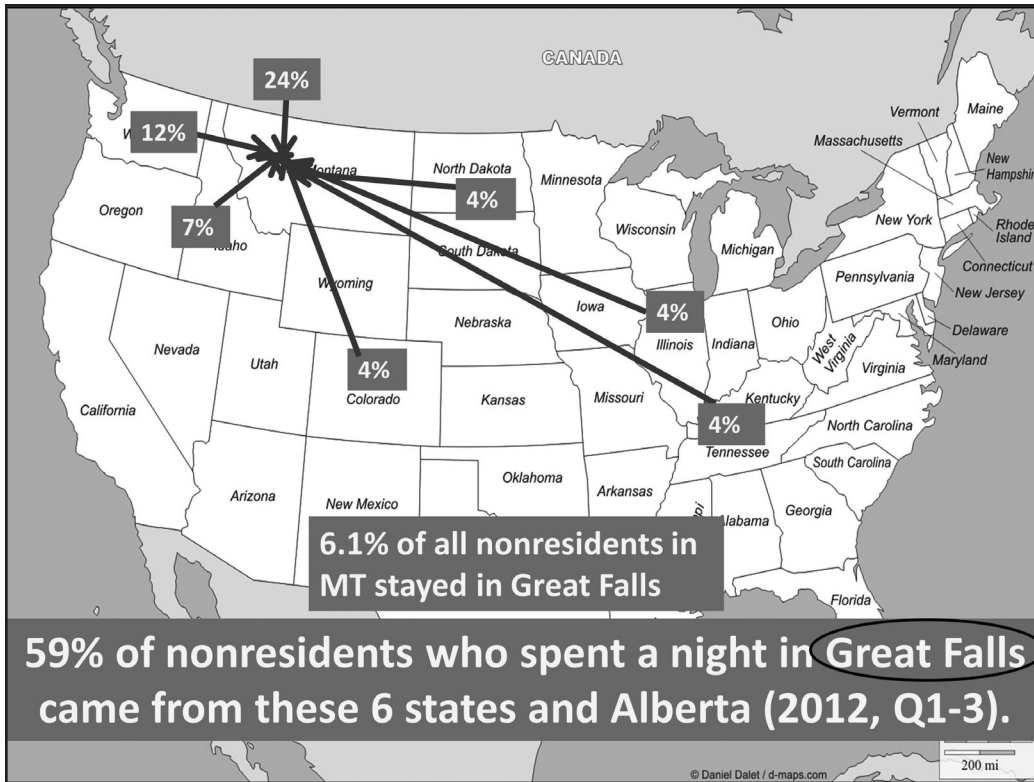 CANADA
24%
12%
W
Montana
North Dakota
4%
Minnesota
Vermont
Maine
Massachusetts
New
Hampshire
Oregon
7%
Idaho
South Dakota
Wisconsin
Michigan
New York
Rhode
Island
Connecticut
Wyoming
Pennsylvania
New Jersey
Iowa
4%
Nebraska
Illinois
Indiana
Ohio
West
Virginia
Delaware
Maryland
Nevada
Utah
4%
Colorado
Virginia
California
Kansas
Missouri
Kentucky
4%
Tennessee
North Carolina
South Carolina
Arizona
New Mexico
Oklahoma
Arkansas
ppi
Alabama
Georgia
Florida
6.1% of all nonresidents in
MT stayed in Great Falls
59% of nonresidents who spent a night in Great Falls
came from these 6 states and Alberta (2012, Q1-3).
200 mi
© Daniel Dalet / d-maps.com